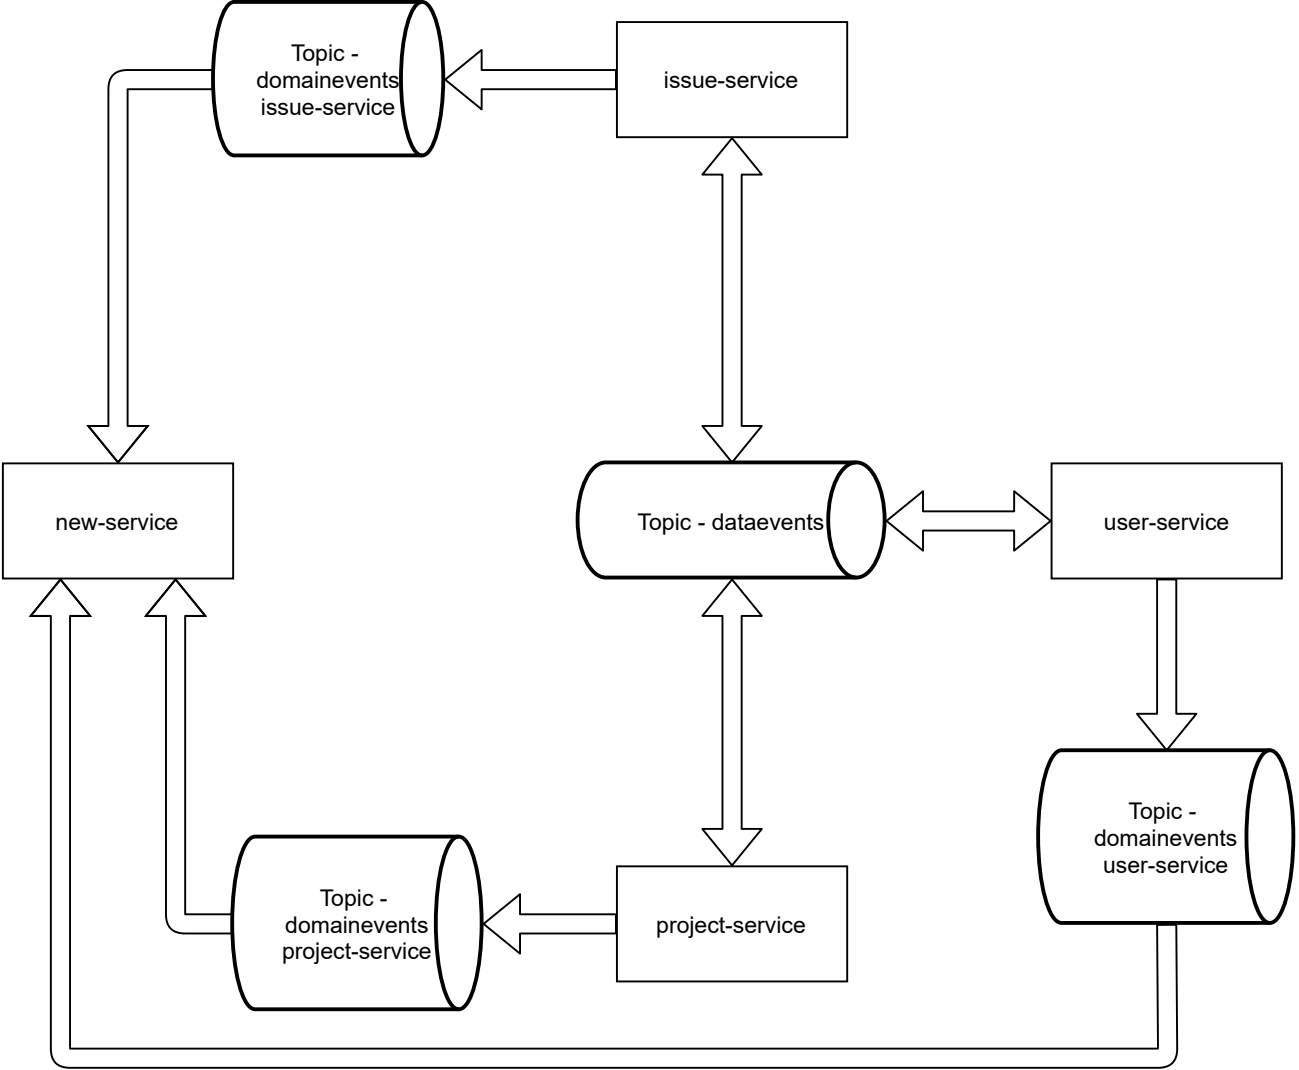 Topic -
domainevents
issue-service
issue-service
new-service
Topic - dataevents
user-service
Topic -
domainevents
user-service
Topic -
domainevents
project-service
project-service